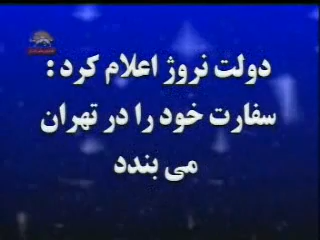 دولت نروژ اعلام کرد :
سفارت خود را در تهران
می بندد